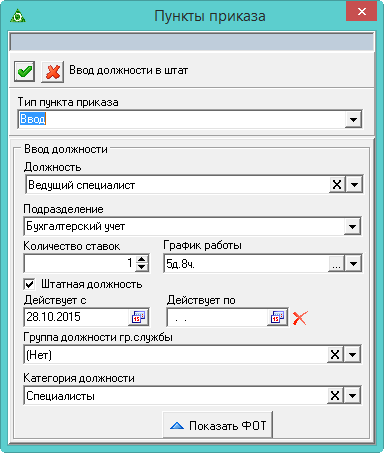 Пункты приказа
Ввод должности в штат
Тип пункта приказа
Ввод
Ввод должности
Должность
Ведущий специалист
Подразделение
Бухгалтерский учет
Количество ставок График работы
1 5д.8ч. ...
Штатная должность
Действует с Действует по
28.10.2015 . .
Группа должности гр.службы
(Нет)
Категория должности
Специалисты
Показать ФОТ